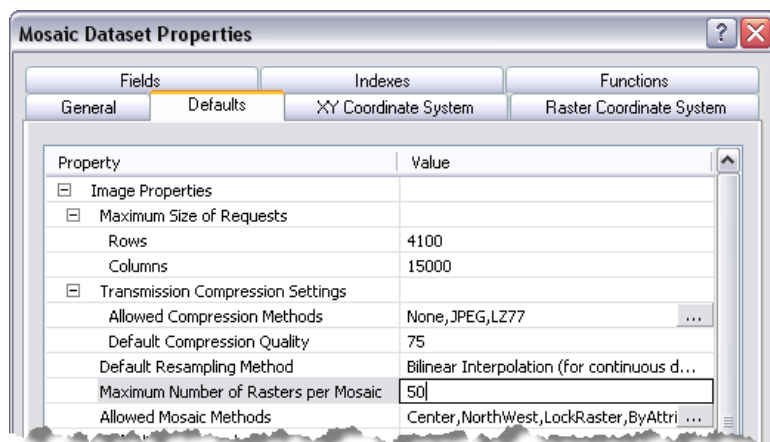 Mosaic Dataset Properties
Fields Indexes Functions
General Defaults XY Coordinate System Raster Coordinate System
Property Value
Image Properties
Maximum Size of Requests
Rows 4100
Columns 15000
Transmission Compression Settings
Allowed Compression Methods None,JPEG,LZ77 ...
Default Compression Quality 75
Default Resampling Method Bilinear Interpolation (for continuous d...
Maximum Number of Rasters per Mosaic 50
Allowed Mosaic Methods Center,NorthWest,LockRaster,ByAttri ...